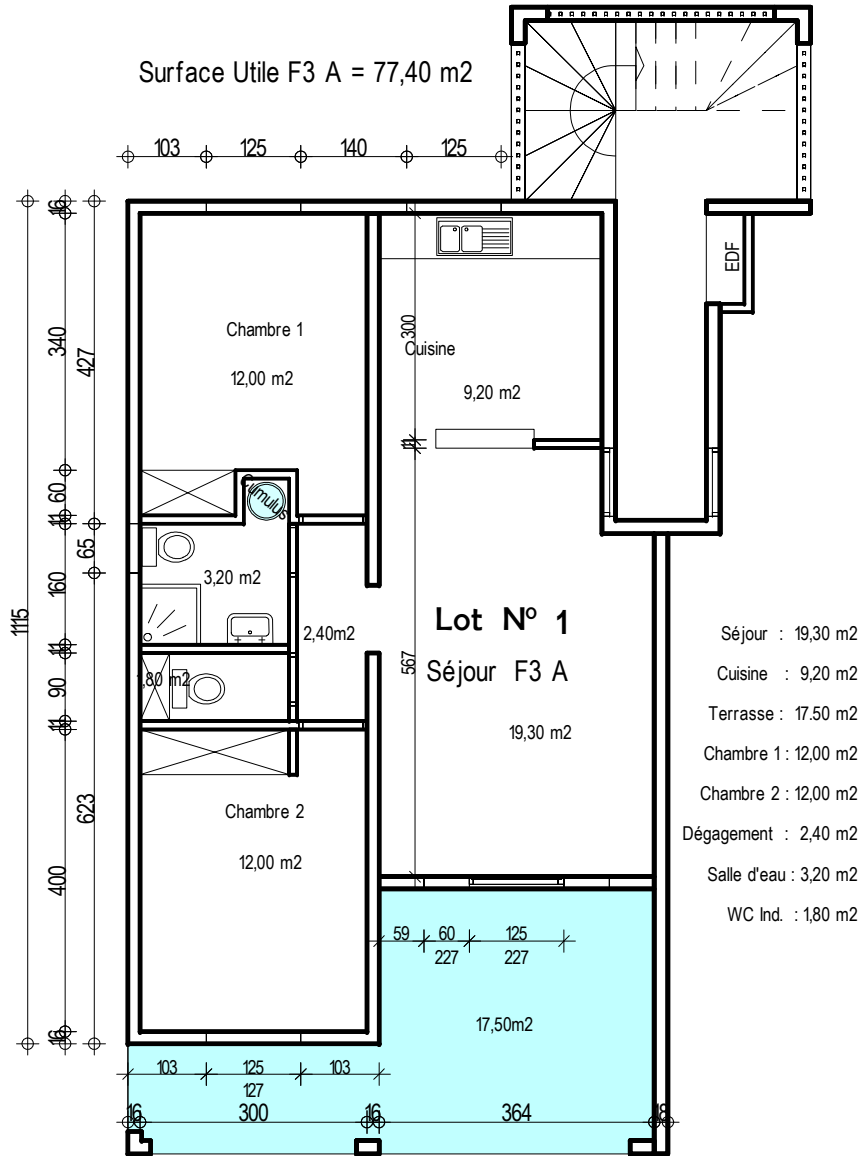 Surface Utile F3 A = 77,40 m2
103 125 140 125
16
340
427
60
11
65
160
11
90
11
623
400
16
1115
EDF
Chambre 1
12,00 m2
300
Cuisine
9,20 m2
11
Cumulus
3,20 m2
2,40m2
Lot N° 1
Séjour F3 A
567
19,30 m2
,80 m2
Chambre 2
12,00 m2
Séjour : 19,30 m2
Cuisine : 9,20 m2
Terrasse : 17.50 m2
Chambre 1 : 12,00 m2
Chambre 2 : 12,00 m2
Dégagement : 2,40 m2
Salle d'eau : 3,20 m2
WC Ind. : 1,80 m2
59 60 125
227 227
17,50m2
103 125 103
127
16 300 16 364 18